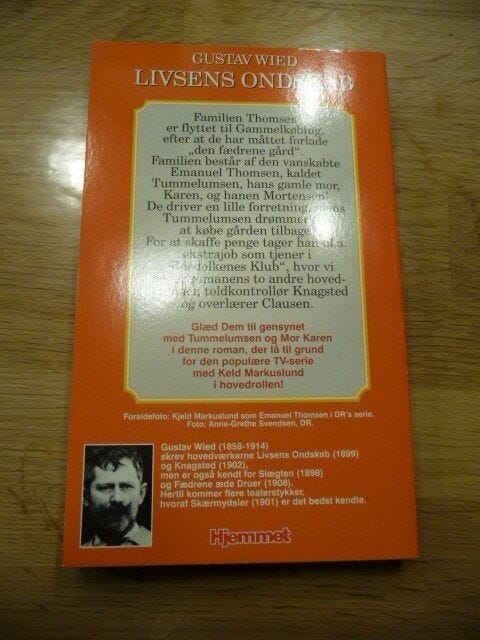 GUSTAV WIED
LIVSENS ONDSKAB
Familien Thomsen
er flyttet til Gammelkøbing,
efter at de har måttet forlade
„den fædrene gård“.
Familien består af den vanskabte
Emanuel Thomsen, kaldet
Tummelumsen, hans gamle mor,
Karen, og hanen Mortensen!
De driver en lille forretning,
Tummelumsen drømmer
at købe gården tilbage.
For at skaffe penge tager han bl.a.
ekstrajob som tjener i
Klub“, hvor vi
romanens to andre hoved-
toldkontrollør Knagsted
og overlærer Clausen.
Glæd Dem til gensynet
med Tummelumsen og Mor Karen
i denne roman, der lå til grund
for den populære TV-serie
med Keld Markuslund
i hovedrollen!
Forsidefoto: Kjeld Markuslund som Emanuel Thomsen i DR's serie.
Foto: Anne-Grethe Svendsen, DR.
Gustav Wied (1858-1914)
skrev hovedværkerne Livsens Ondskab (1899)
og Knagsted (1902),
men er også kendt for Slægten (1898)
og Fædrene æde Druer (1908).
Hertil kommer flere teaterstykker,
hvoraf Skærmydsler (1901) er det bedst kendte.
Hjemmet